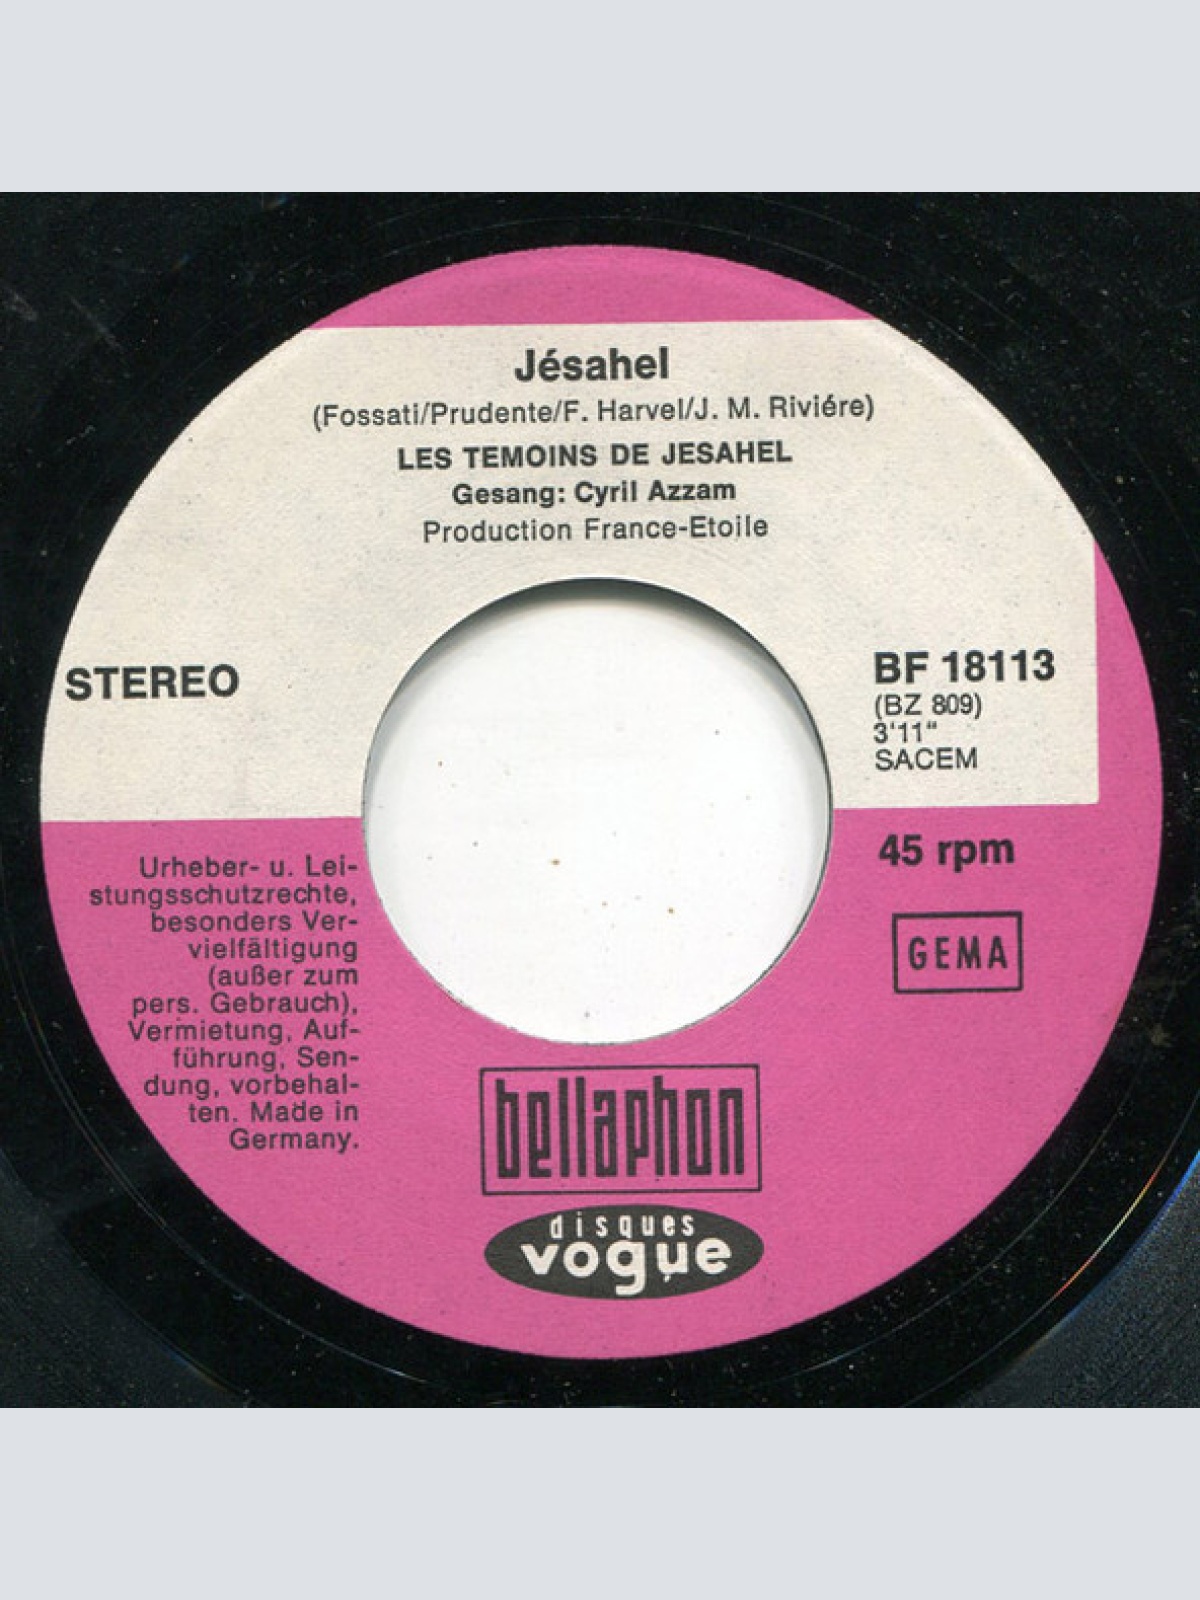 Jésahel
(Fossati/Prudente/F. Harvel/J. M. Riviére)
LES TEMOINS DE JESAHEL
Gesang: Cyril Azzam
Production France-Etoile
STEREO
BF 18113
(BZ 809)
3'11"
SACEM
45 rpm
GEMA
Urheber- u. Lei-
stungsschutzrechte,
besonders Ver-
vielfältigung
(außer zum
pers. Gebrauch),
Vermietung, Auf-
führung, Sen-
dung, vorbehal-
ten. Made in
Germany.
bellaphon
disques
vogue